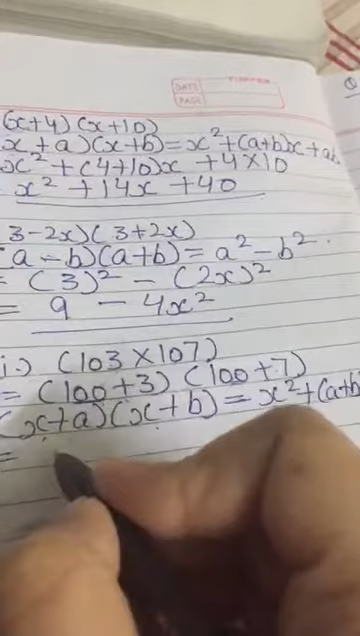 DATE
PAGE
(x+4)(x+10)
x+a)(x+b)=x²+(a+b)x+ab
x²+(4+10)x+4×10
x²+14x+40
3-2x)(3+2x)
(a-b)(a+b)=a²-b²
=(3)²-(2x)²
= 9 - 4x²
i.) (103×107)
=(100+3)(100+7)
(x+a)(x+b)=x²+(a+b
=